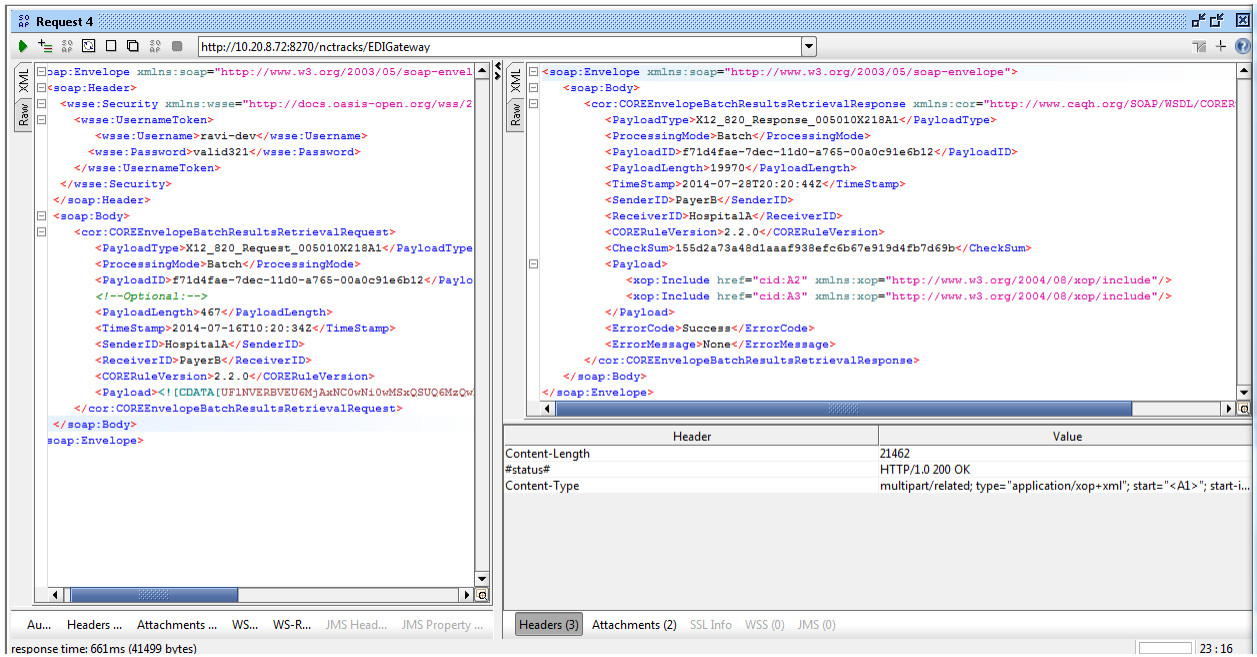 SO AP Request 4
http://10.20.8.72:8270/nctracks/EDIGateway
XML
Raw
oap:Envelope xmlns:soap="http://www.w3.org/2003/05/soap-envel
<soap:Header>
<wsse:Security xmlns:wsse="http://docs.oasis-open.org/wss/2
<wsse:UsernameToken>
<wsse:Username>ravi-dev</wsse:Username>
<wsse:Password>valid321</wsse:Password>
</wsse:UsernameToken>
</wsse:Security>
</soap:Header>
<soap:Body>
<cor:COREEnvelopeBatchResultsRetrievalRequest>
<PayloadType>X12_820_Request_005010X218A1</PayloadType
<ProcessingMode>Batch</ProcessingMode>
<PayloadID>f71d4fae-7dec-11d0-a765-00a0c91e6b12</Paylo
<!--Optional:-->
<PayloadLength>467</PayloadLength>
<TimeStamp>2014-07-16T10:20:34Z</TimeStamp>
<SenderID>HospitalA</SenderID>
<ReceiverID>PayerB</ReceiverID>
<CORERuleVersion>2.2.0</CORERuleVersion>
<Payload><![CDATA[UFlNVERBVEU6MjAxNC0wNi0wMSxQSUQ6MzQw
</cor:COREEnvelopeBatchResultsRetrievalRequest>
</soap:Body>
soap:Envelope>
XML
Raw
<soap:Envelope xmlns:soap="http://www.w3.org/2003/05/soap-envelope">
<soap:Body>
<cor:COREEnvelopeBatchResultsRetrievalResponse xmlns:cor="http://www.caqh.org/SOAP/WSDL/CORER
<PayloadType>X12_820_Response_005010X218A1</PayloadType>
<ProcessingMode>Batch</ProcessingMode>
<PayloadID>f71d4fae-7dec-11d0-a765-00a0c91e6b12</PayloadID>
<PayloadLength>19970</PayloadLength>
<TimeStamp>2014-07-28T20:20:44Z</TimeStamp>
<SenderID>PayerB</SenderID>
<ReceiverID>HospitalA</ReceiverID>
<CORERuleVersion>2.2.0</CORERuleVersion>
<CheckSum>155d2a73a48d1aaaf938efc6b67e919d4fb7d69b</CheckSum>
<Payload>
<xop:Include href="cid:A2" xmlns:xop="http://www.w3.org/2004/08/xop/include"/>
<xop:Include href="cid:A3" xmlns:xop="http://www.w3.org/2004/08/xop/include"/>
</Payload>
<ErrorCode>Success</ErrorCode>
<ErrorMessage>None</ErrorMessage>
</cor:COREEnvelopeBatchResultsRetrievalResponse>
</soap:Body>
</soap:Envelope>
Header Value
Content-Length 21462
#status# HTTP/1.0 200 OK
Content-Type multipart/related; type="application/xop+xml"; start="<A1>"; start-i...
Au... Headers ... Attachments ... WS... WS-R... JMS Head... JMS Property ...
Headers (3) Attachments (2) SSL Info WSS (0) JMS (0)
response time: 661ms (41499 bytes)
23 : 16